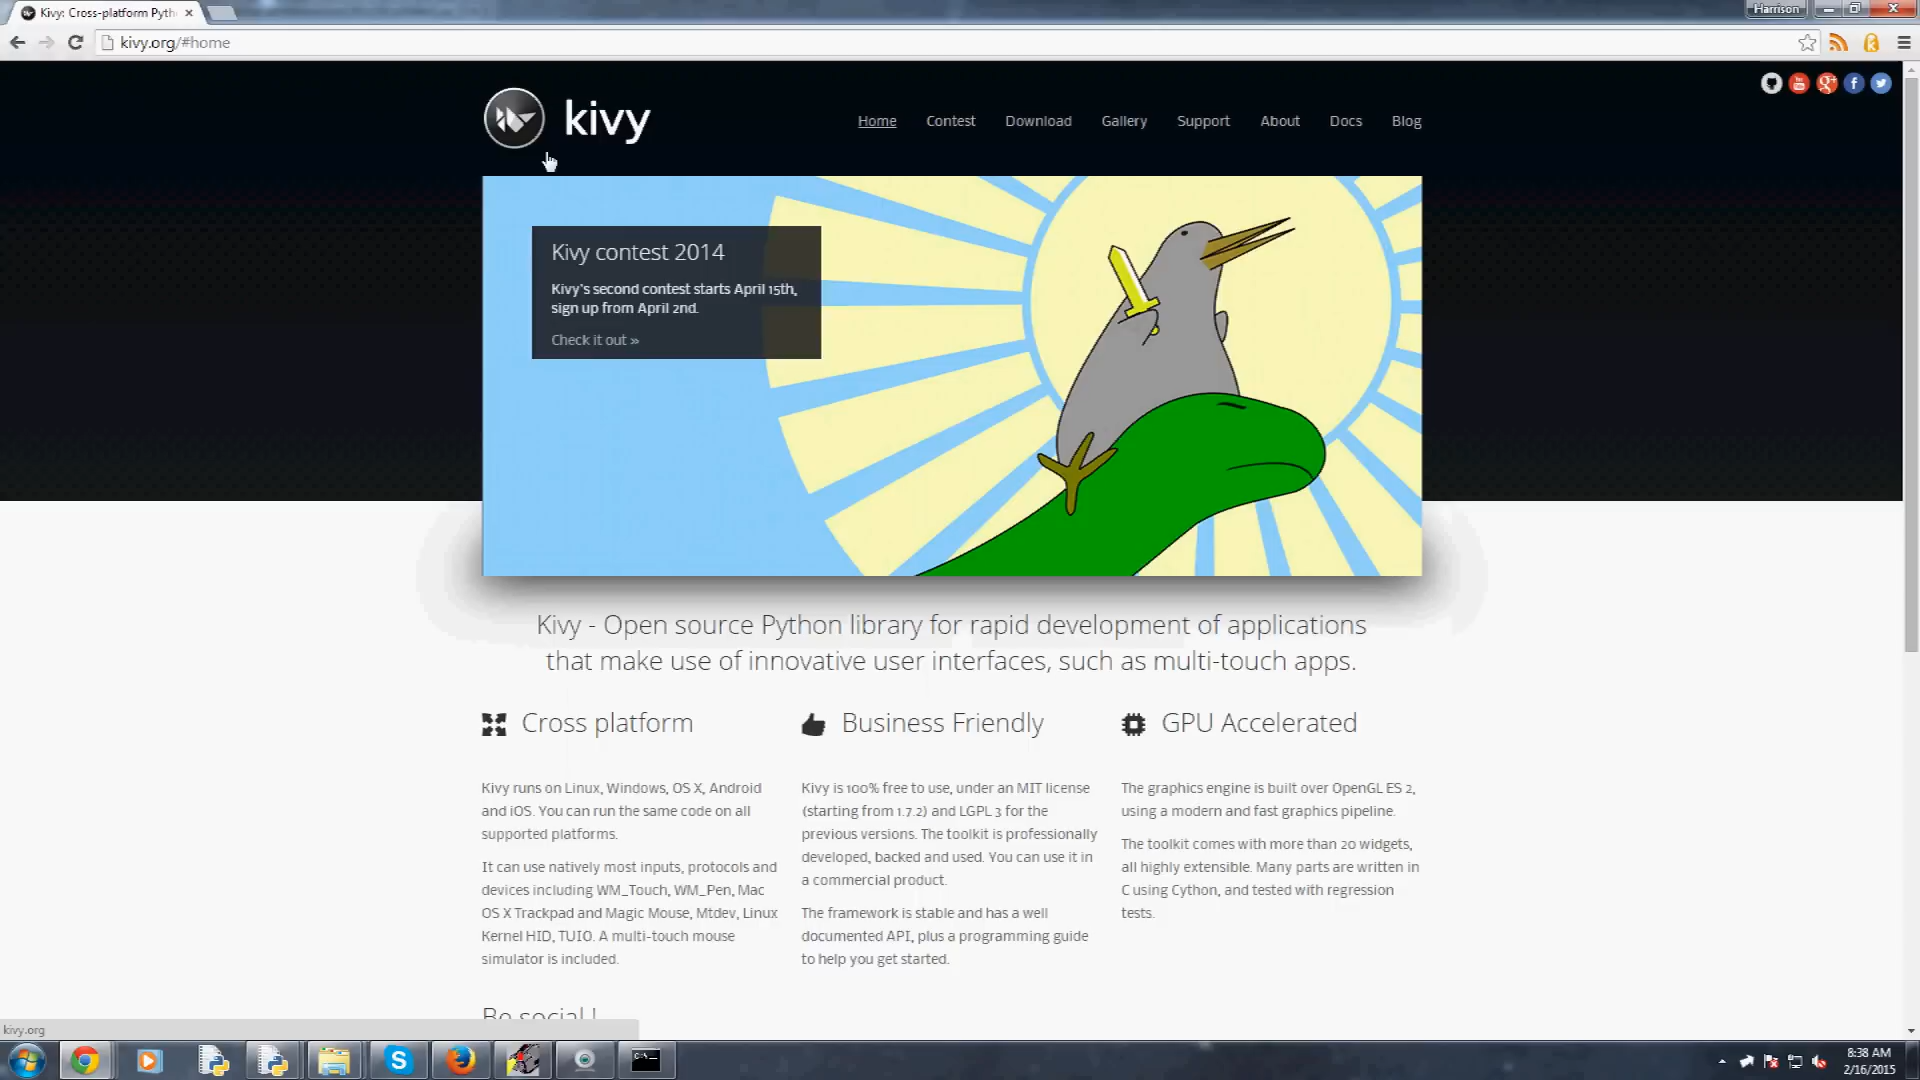 Kivy: Cross-platform Pyth
Harrison
kivy.org/#home
kivy
Home
Contest
Download
Gallery
Support
About
Docs
Blog
Kivy contest 2014
Kivy's second contest starts April 15th,
sign up from April 2nd.
Check it out »
Kivy - Open source Python library for rapid development of applications
that make use of innovative user interfaces, such as multi-touch apps.
Cross platform
Kivy runs on Linux, Windows, OS X, Android
and iOS. You can run the same code on all
supported platforms.
It can use natively most inputs, protocols and
devices including WM_Touch, WM_Pen, Mac
OS X Trackpad and Magic Mouse, Mtdev, Linux
Kernel HID, TUIO. A multi-touch mouse
simulator is included.
Business Friendly
Kivy is 100% free to use, under an MIT license
(starting from 1.7.2) and LGPL 3 for the
previous versions. The toolkit is professionally
developed, backed and used. You can use it in
a commercial product.
The framework is stable and has a well
documented API, plus a programming guide
to help you get started.
GPU Accelerated
The graphics engine is built over OpenGL ES 2,
using a modern and fast graphics pipeline.
The toolkit comes with more than 20 widgets,
all highly extensible. Many parts are written in
C using Cython, and tested with regression
tests.
Be social !
kivy.org
8:38 AM
2/16/2015